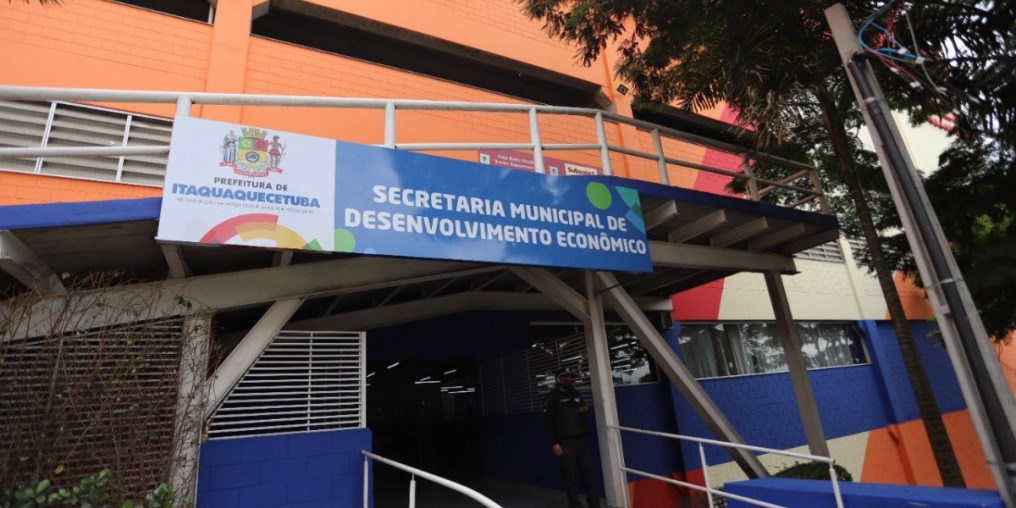 PREFEITURA DE
ITAQUAQUECETUBA
SECRETARIA MUNICIPAL DE
DESENVOLVIMENTO ECONÔMICO